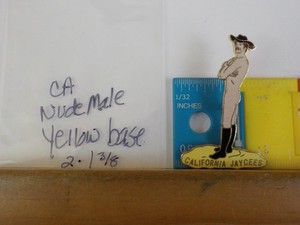 CA
Nude Male
Yellow base
2 · 1 3/8
1/32
INCHES
CALIFORNIA JAYCEES